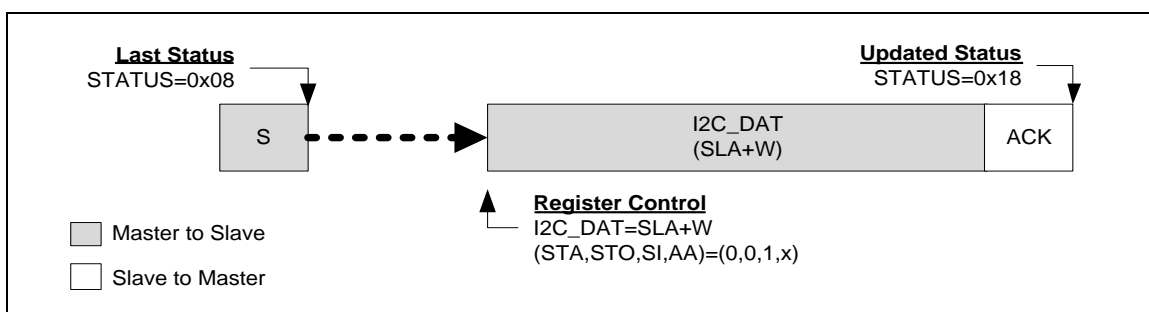 Last Status
STATUS=0x08
Updated Status
STATUS=0x18
S
I2C_DAT
(SLA+W)
ACK
Register Control
I2C_DAT=SLA+W
(STA,STO,SI,AA)=(0,0,1,x)
Master to Slave
Slave to Master